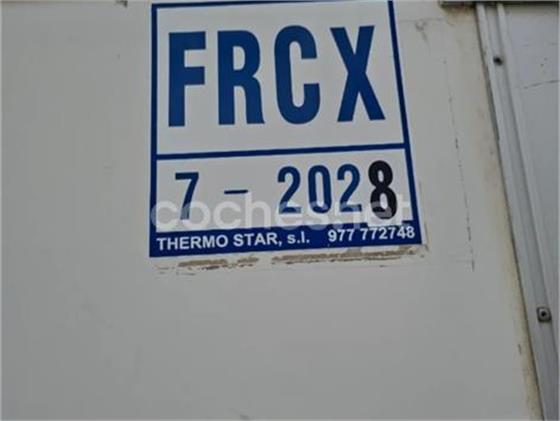 FRCX
7 - 2028
coches.net
THERMO STAR, s.l. 977 772748